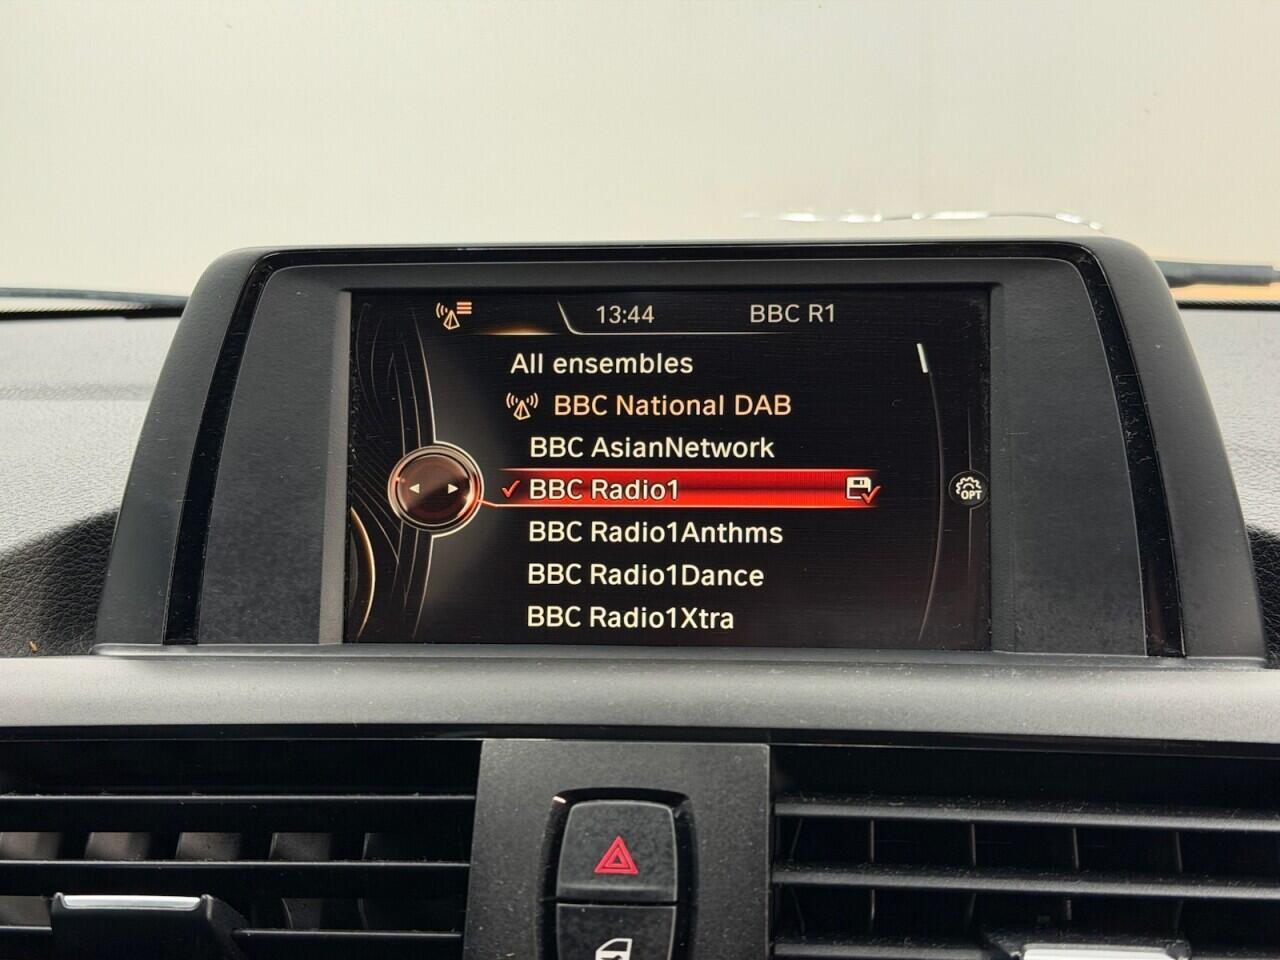 13:44 BBC R1
All ensembles
BBC National DAB
BBC AsianNetwork
BBC Radio1
OPT
BBC Radio1Anthms
BBC Radio1Dance
BBC Radio1Xtra